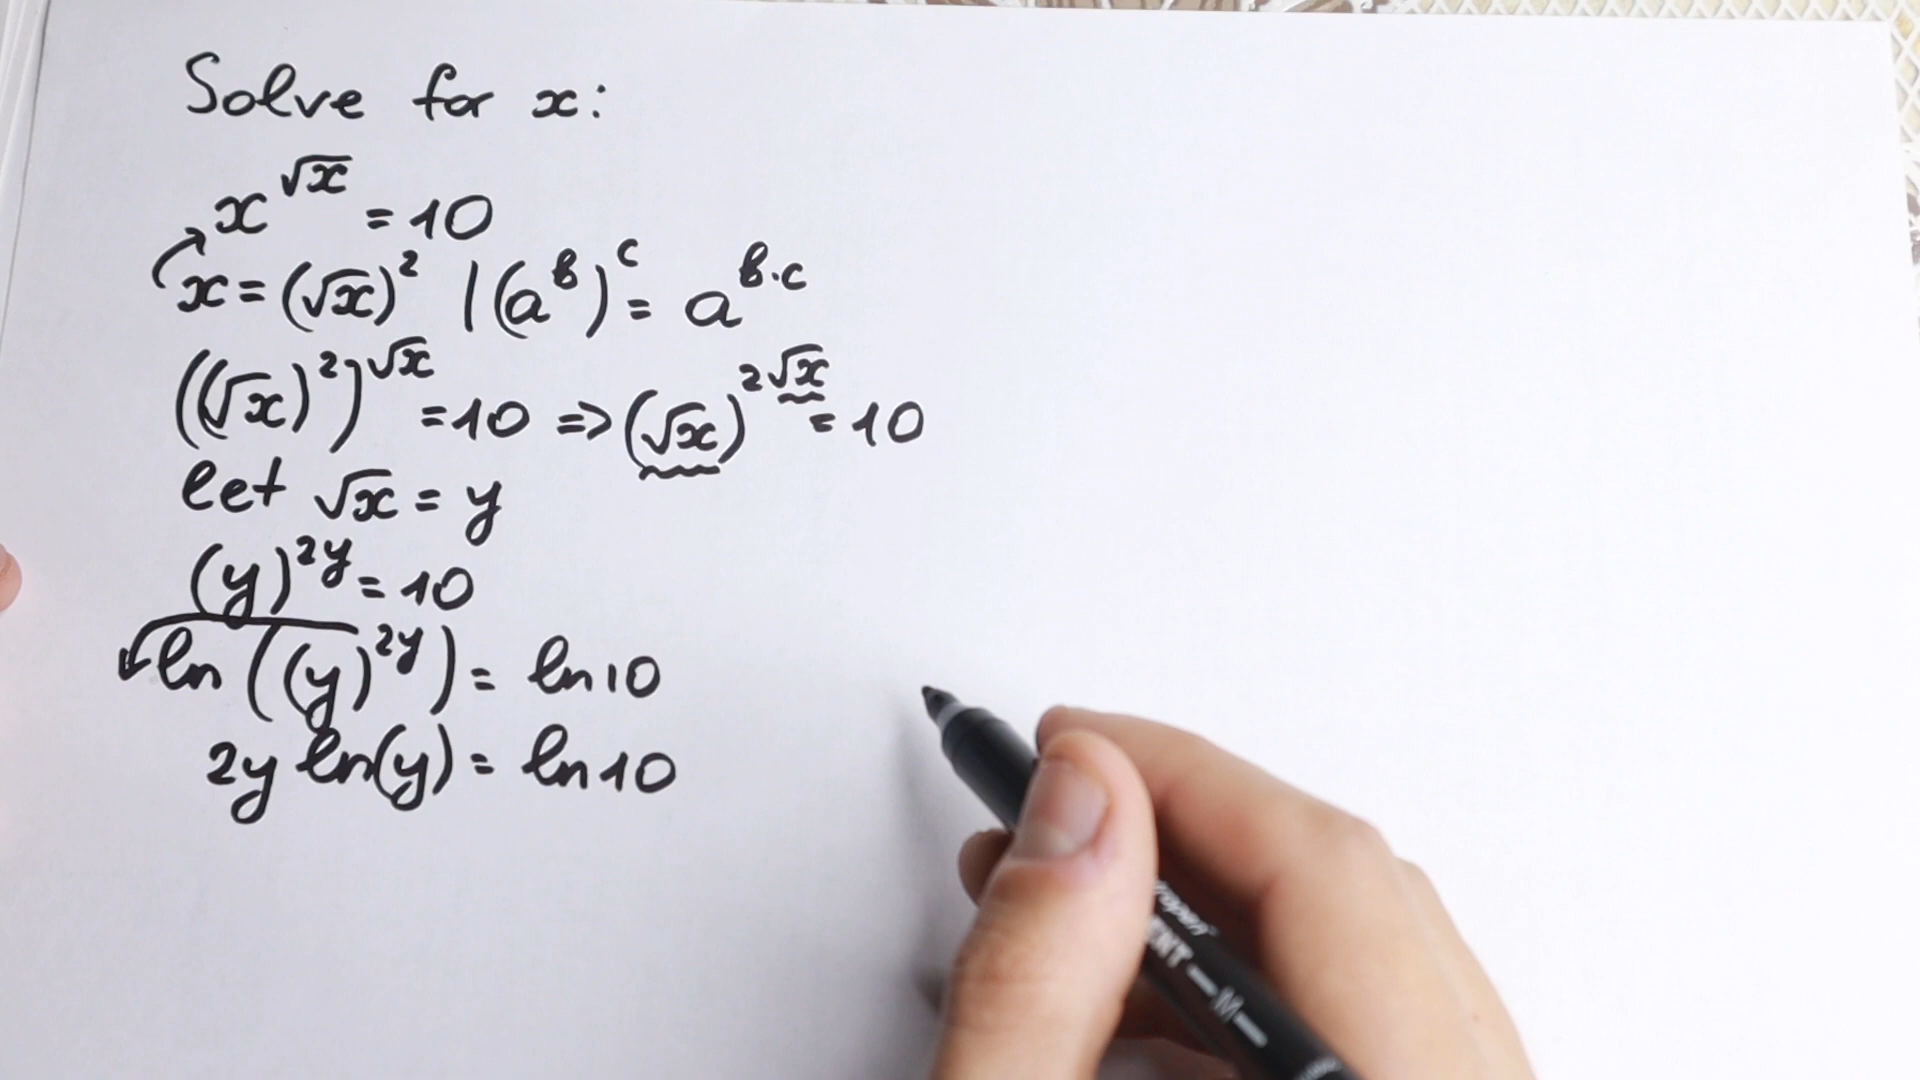 Solve for x:
x^√x = 10
x = (√x)² | (a^b)^c = a^b·c
((√x)²)^√x = 10 => (√x)^2√x = 10
let √x = y
(y)^2y = 10
ln((y)^2y) = ln10
2y ln(y) = ln10
M